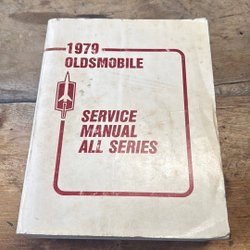 1979
OLDSMOBILE
SERVICE
MANUAL
ALL SERIES